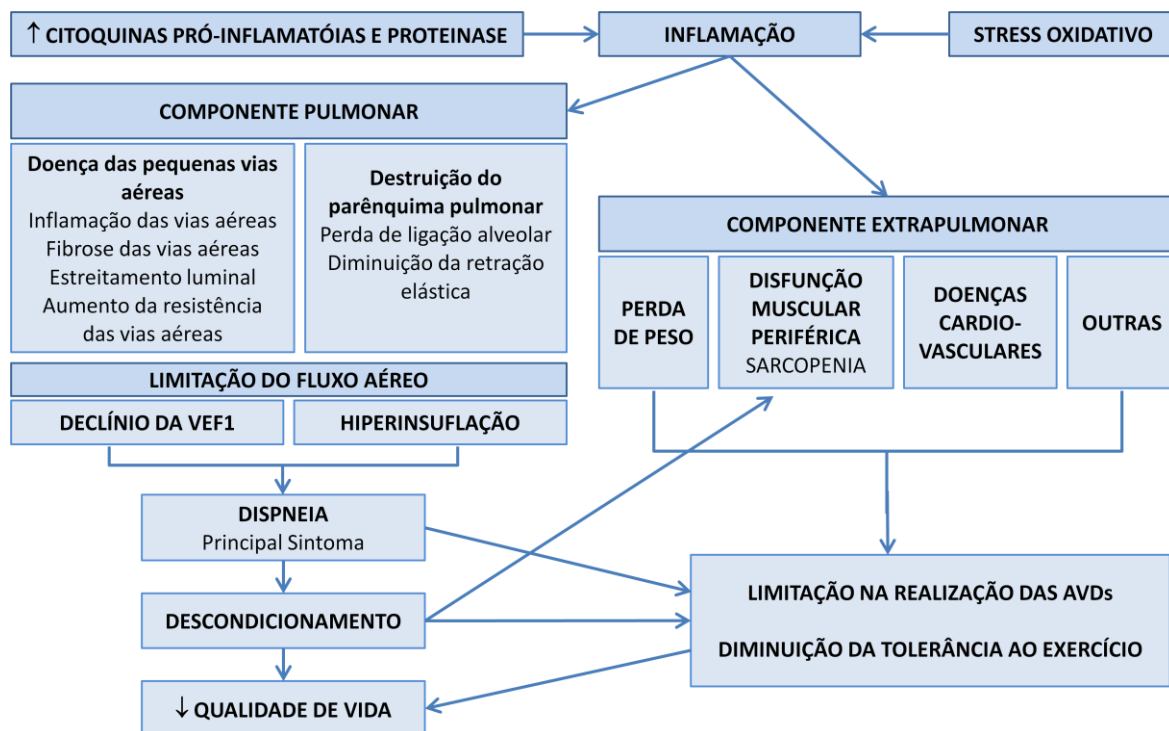 ↑ CITOQUINAS PRÓ-INFLAMATÓIAS E PROTEINASE
INFLAMAÇÃO
STRESS OXIDATIVO
COMPONENTE PULMONAR
Doença das pequenas vias
aéreas
Inflamação das vias aéreas
Fibrose das vias aéreas
Estreitamento luminal
Aumento da resistência
das vias aéreas
Destruição do
parênquima pulmonar
Perda de ligação alveolar
Diminuição da retração
elástica
COMPONENTE EXTRAPULMONAR
PERDA
DE PESO
DISFUNÇÃO
MUSCULAR
PERIFÉRICA
SARCOPENIA
DOENÇAS
CARDIO-
VASCULARES
OUTRAS
LIMITAÇÃO DO FLUXO AÉREO
DECLÍNIO DA VEF1
HIPERINSUFLAÇÃO
DISPNEIA
Principal Sintoma
DESCONDICIONAMENTO
↓ QUALIDADE DE VIDA
LIMITAÇÃO NA REALIZAÇÃO DAS AVDs
DIMINUIÇÃO DA TOLERÂNCIA AO EXERCÍCIO